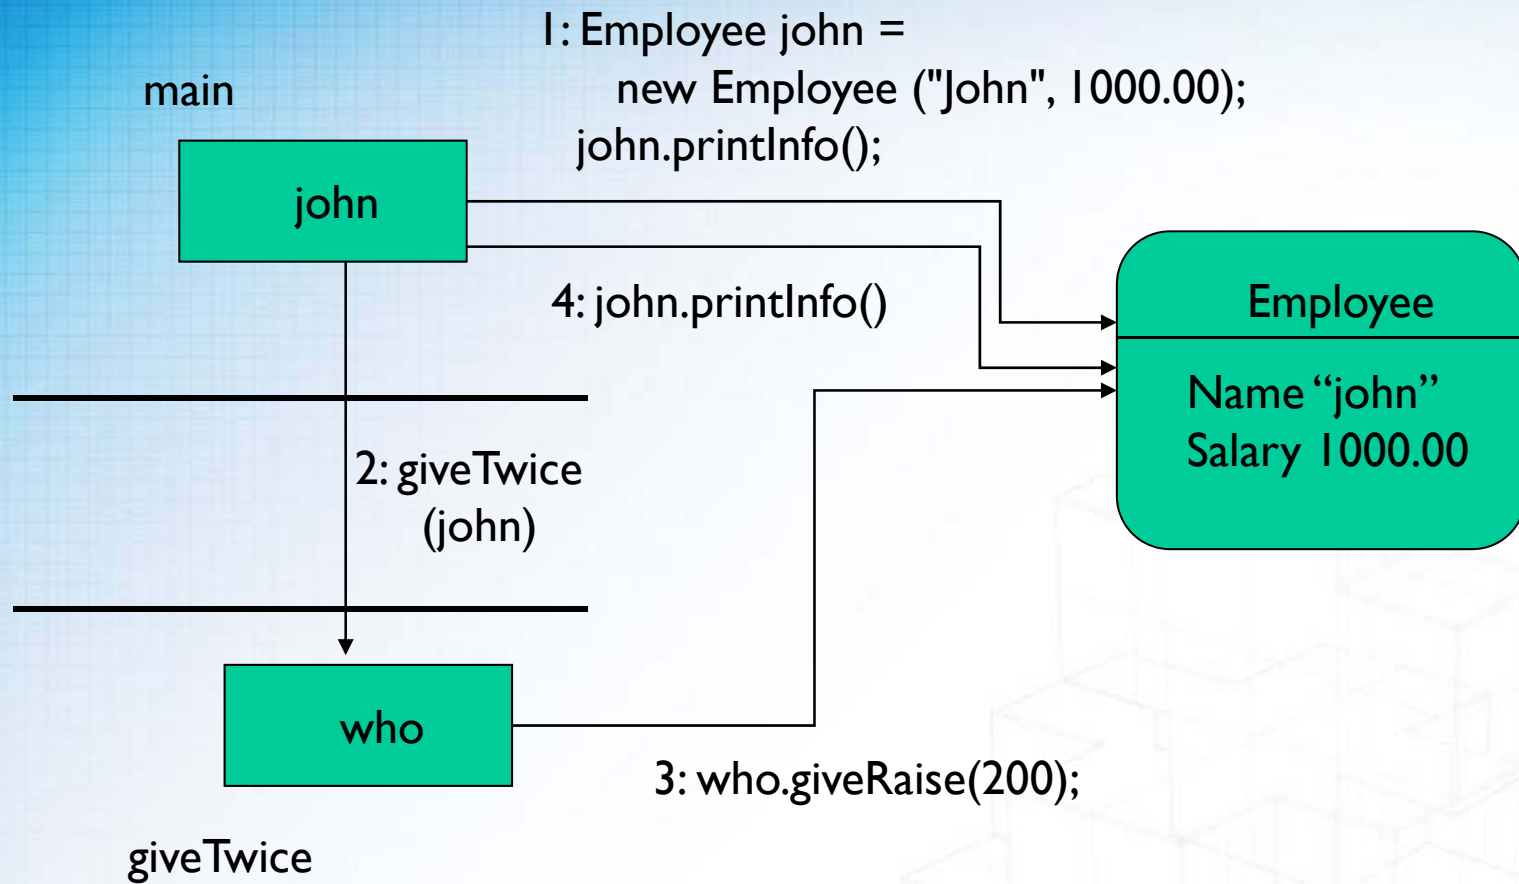 1: Employee john =
new Employee ("John", 1000.00);
john.printInfo();
main
john
4: john.printInfo()
Employee
Name “john”
Salary 1000.00
2: giveTwice
(john)
who
3: who.giveRaise(200);
giveTwice